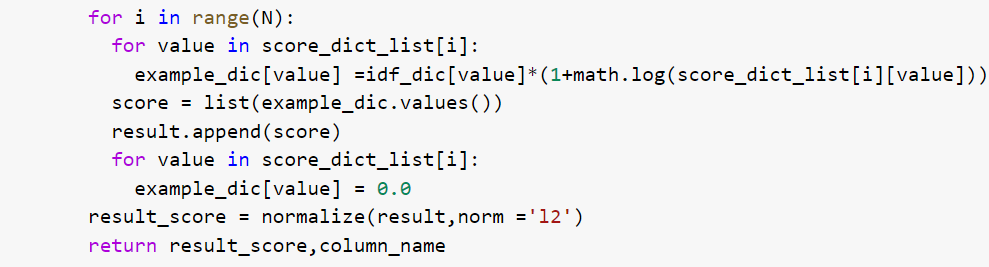 for i in range(N):
for value in score_dict_list[i]:
example_dic[value] =idf_dic[value]*(1+math.log(score_dict_list[i][value]))
score = list(example_dic.values())
result.append(score)
for value in score_dict_list[i]:
example_dic[value] = 0.0
result_score = normalize(result,norm ='l2')
return result_score,column_name